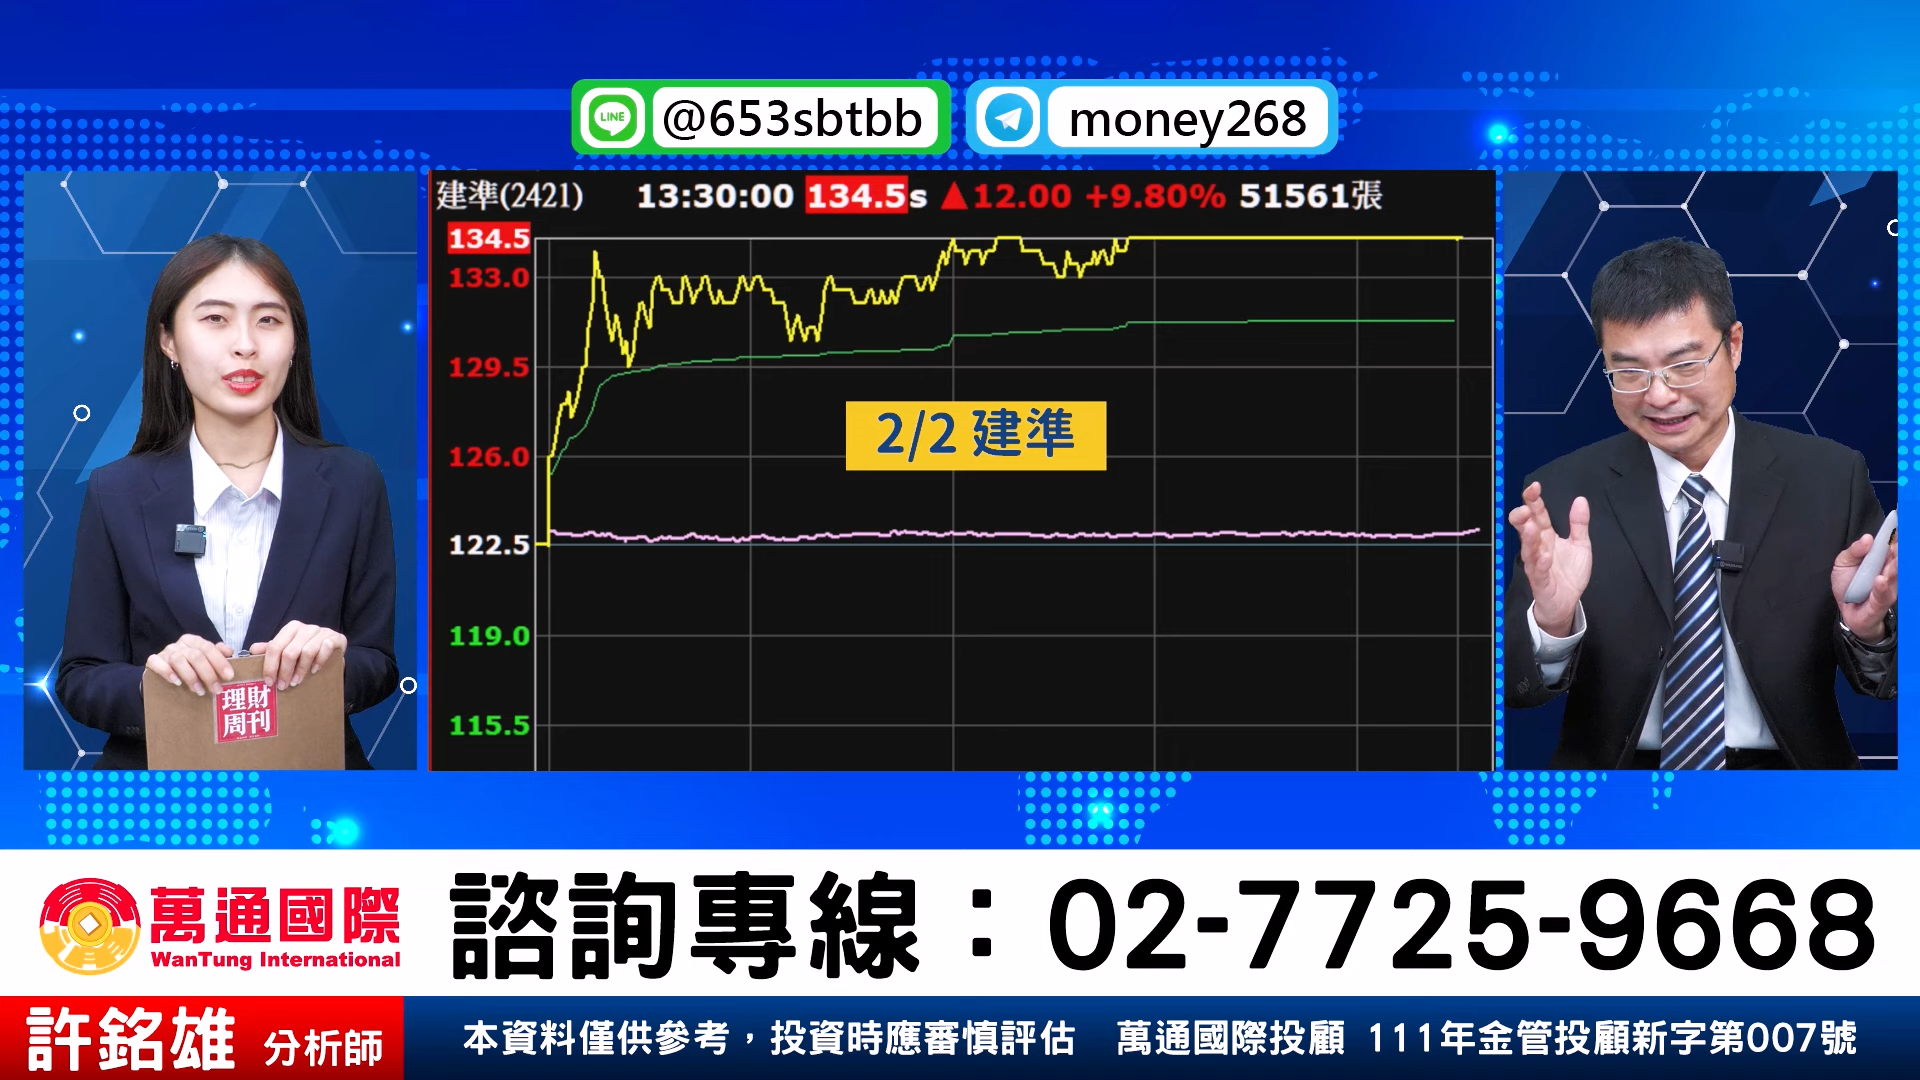 LINE @653sbtbb money268
建準(2421) 13:30:00 134.5s ▲12.00 +9.80% 51561張
134.5
133.0
129.5
126.0
122.5
119.0
115.5
2/2 建準
理財
周刊
萬通國際
WanTung International
諮詢專線：02-7725-9668
許銘雄 分析師
本資料僅供參考，投資時應審慎評估 萬通國際投顧 111年金管投顧新字第007號